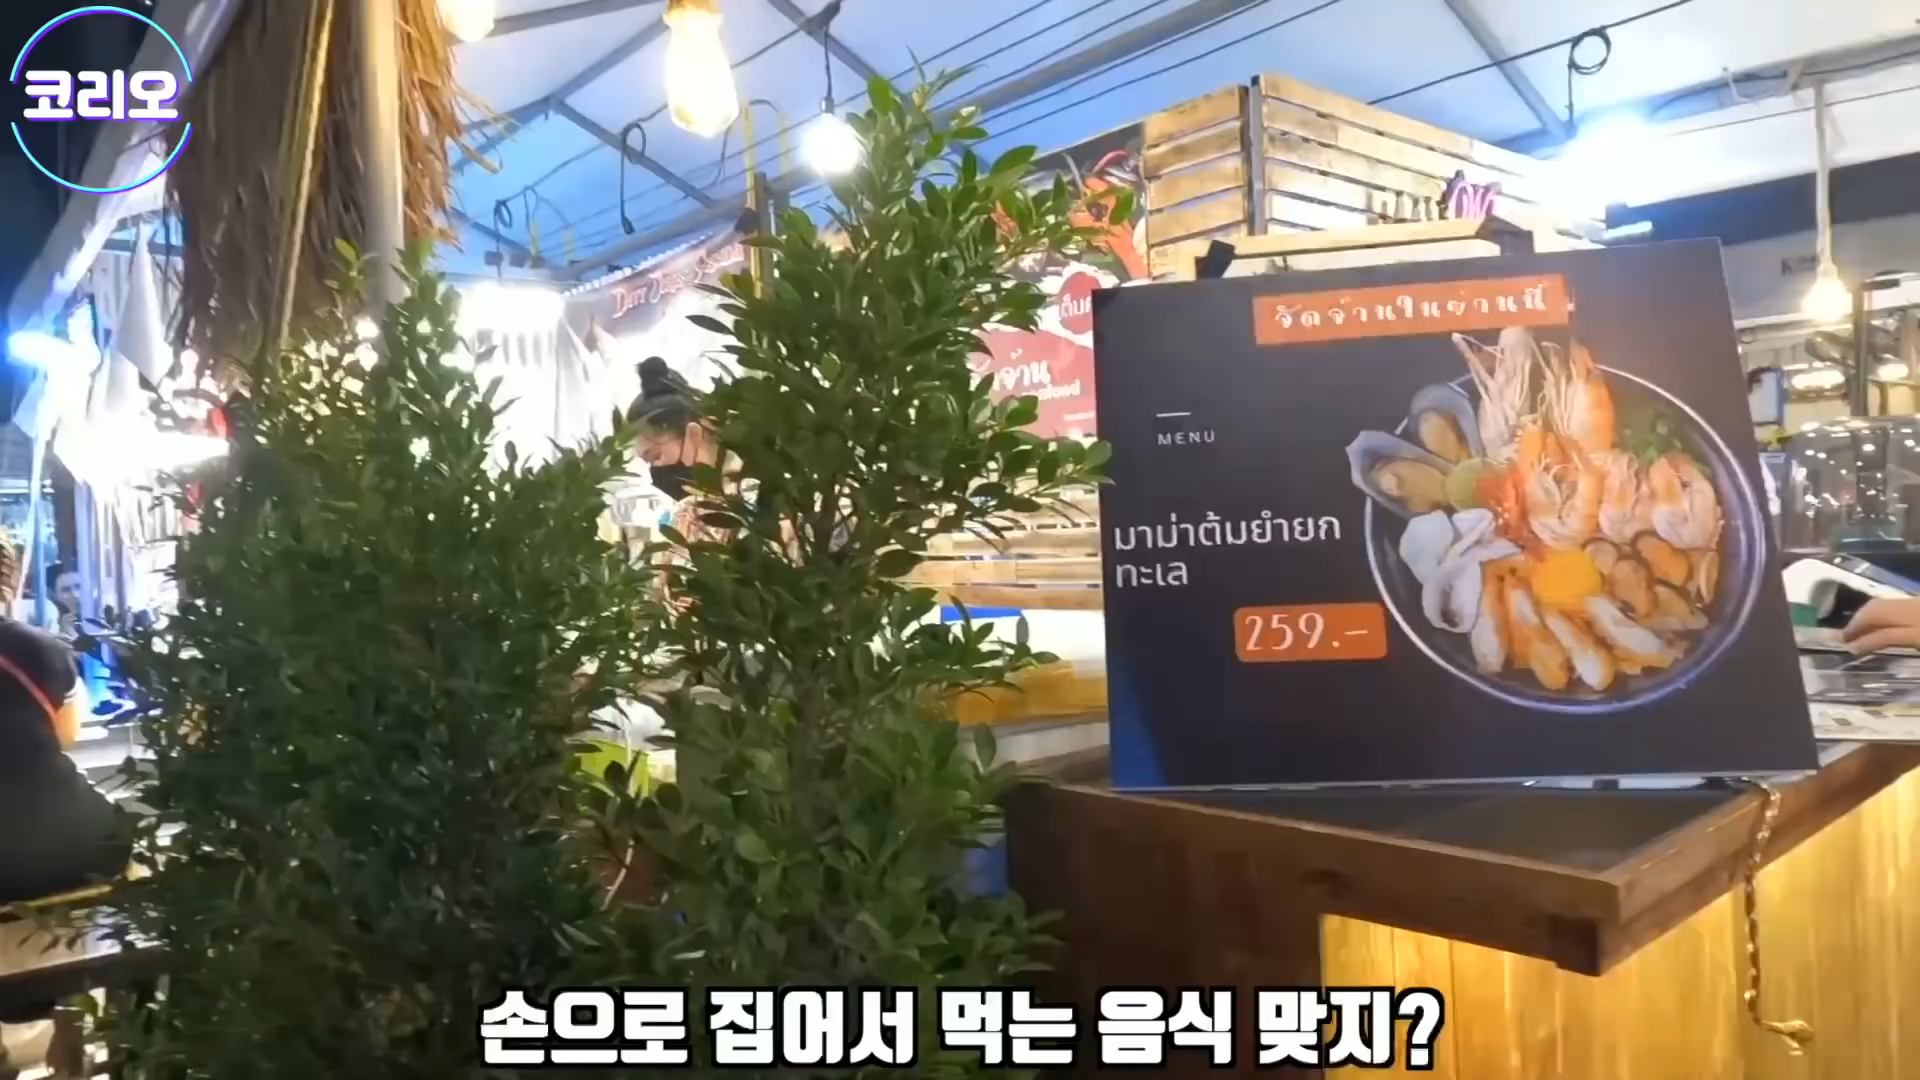 코리오
จัดจ้านในย่านนี้
MENU
มาม่าต้มยำยก
ทะเล
259.-
손으로 집어서 먹는 음식 맞지?